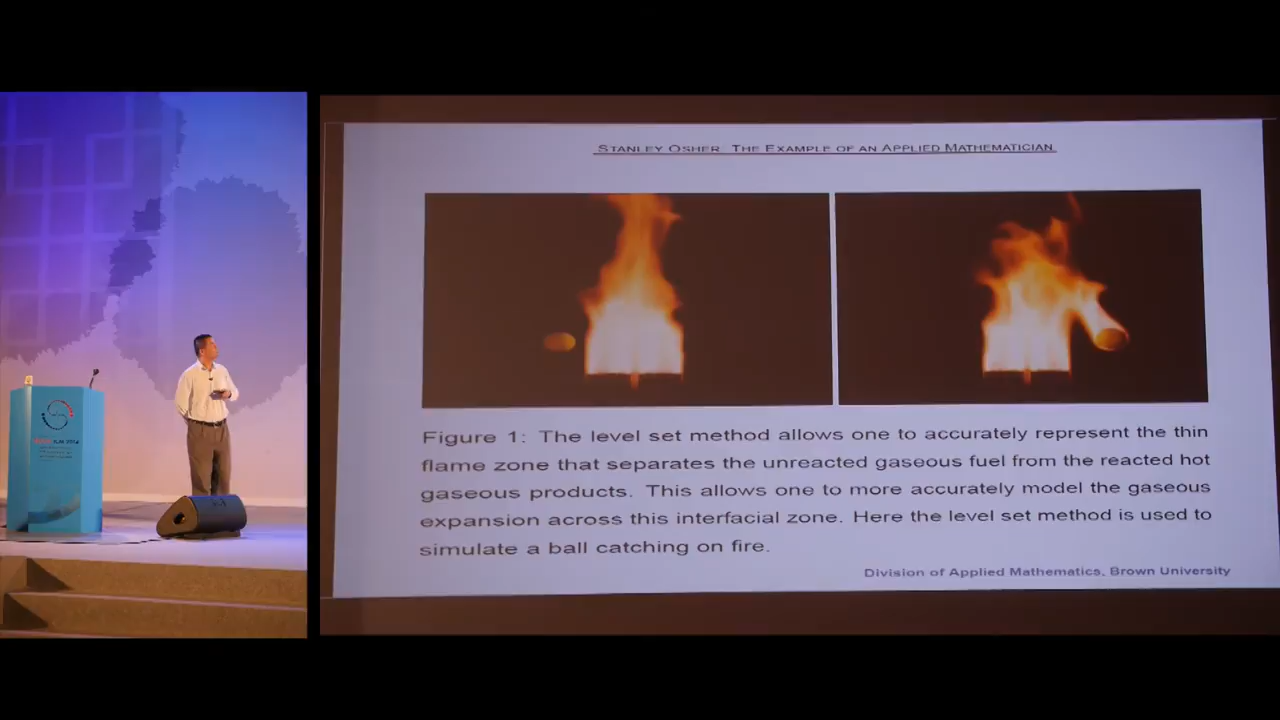 STANLEY OSHER: THE EXAMPLE OF AN APPLIED MATHEMATICIAN
Figure 1: The level set method allows one to accurately represent the thin
flame zone that separates the unreacted gaseous fuel from the reacted hot
gaseous products. This allows one to more accurately model the gaseous
expansion across this interfacial zone. Here the level set method is used to
simulate a ball catching on fire.
Division of Applied Mathematics, Brown University